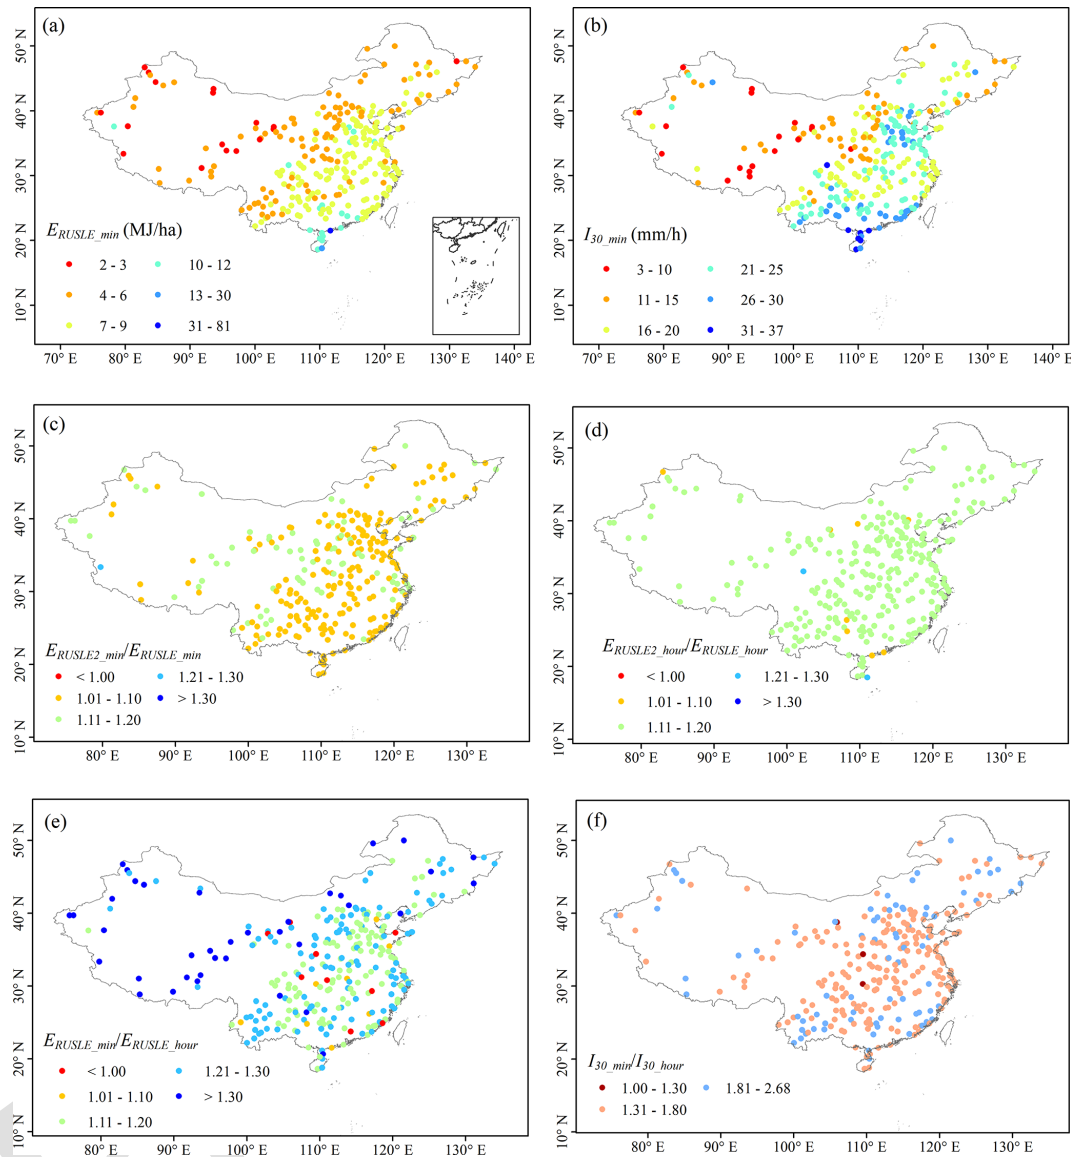 (a)
50° N
40° N
30° N
20° N
10° N
E_RUSLE_min (MJ/ha)
2 - 3
10 - 12
4 - 6
13 - 30
7 - 9
31 - 81
70° E 80° E 90° E 100° E 110° E 120° E 130° E 140° E
(b)
50° N
40° N
30° N
20° N
10° N
I_30_min (mm/h)
3 - 10
21 - 25
11 - 15
26 - 30
16 - 20
31 - 37
70° E 80° E 90° E 100° E 110° E 120° E 130° E 140° E
(c)
50° N
40° N
30° N
20° N
10° N
E_RUSLE2_min/E_RUSLE_min
< 1.00
1.21 - 1.30
1.01 - 1.10
> 1.30
1.11 - 1.20
80° E 90° E 100° E 110° E 120° E 130° E
(d)
50° N
40° N
30° N
20° N
10° N
E_RUSLE2_hour/E_RUSLE_hour
< 1.00
1.21 - 1.30
1.01 - 1.10
> 1.30
1.11 - 1.20
80° E 90° E 100° E 110° E 120° E 130° E
(e)
50° N
40° N
30° N
20° N
10° N
E_RUSLE_min/E_RUSLE_hour
< 1.00
1.21 - 1.30
1.01 - 1.10
> 1.30
1.11 - 1.20
80° E 90° E 100° E 110° E 120° E 130° E
(f)
50° N
40° N
30° N
20° N
10° N
I_30_min/I_30_hour
1.00 - 1.30
1.81 - 2.68
1.31 - 1.80
80° E 90° E 100° E 110° E 120° E 130° E